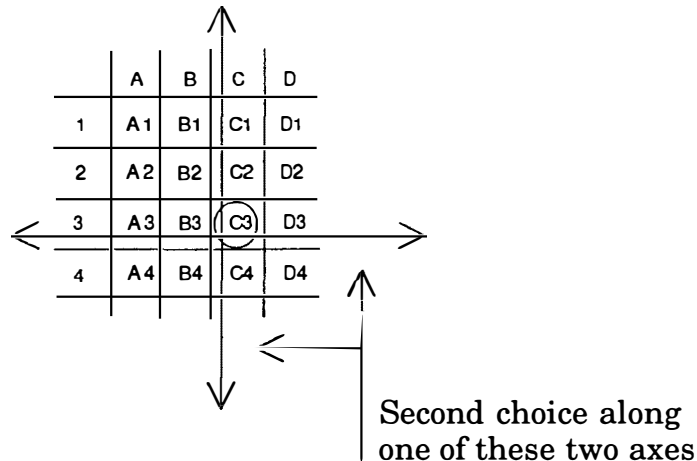 A B C D
1 A1 B1 C1 D1
2 A2 B2 C2 D2
3 A3 B3 C3 D3
4 A4 B4 C4 D4
Second choice along
one of these two axes